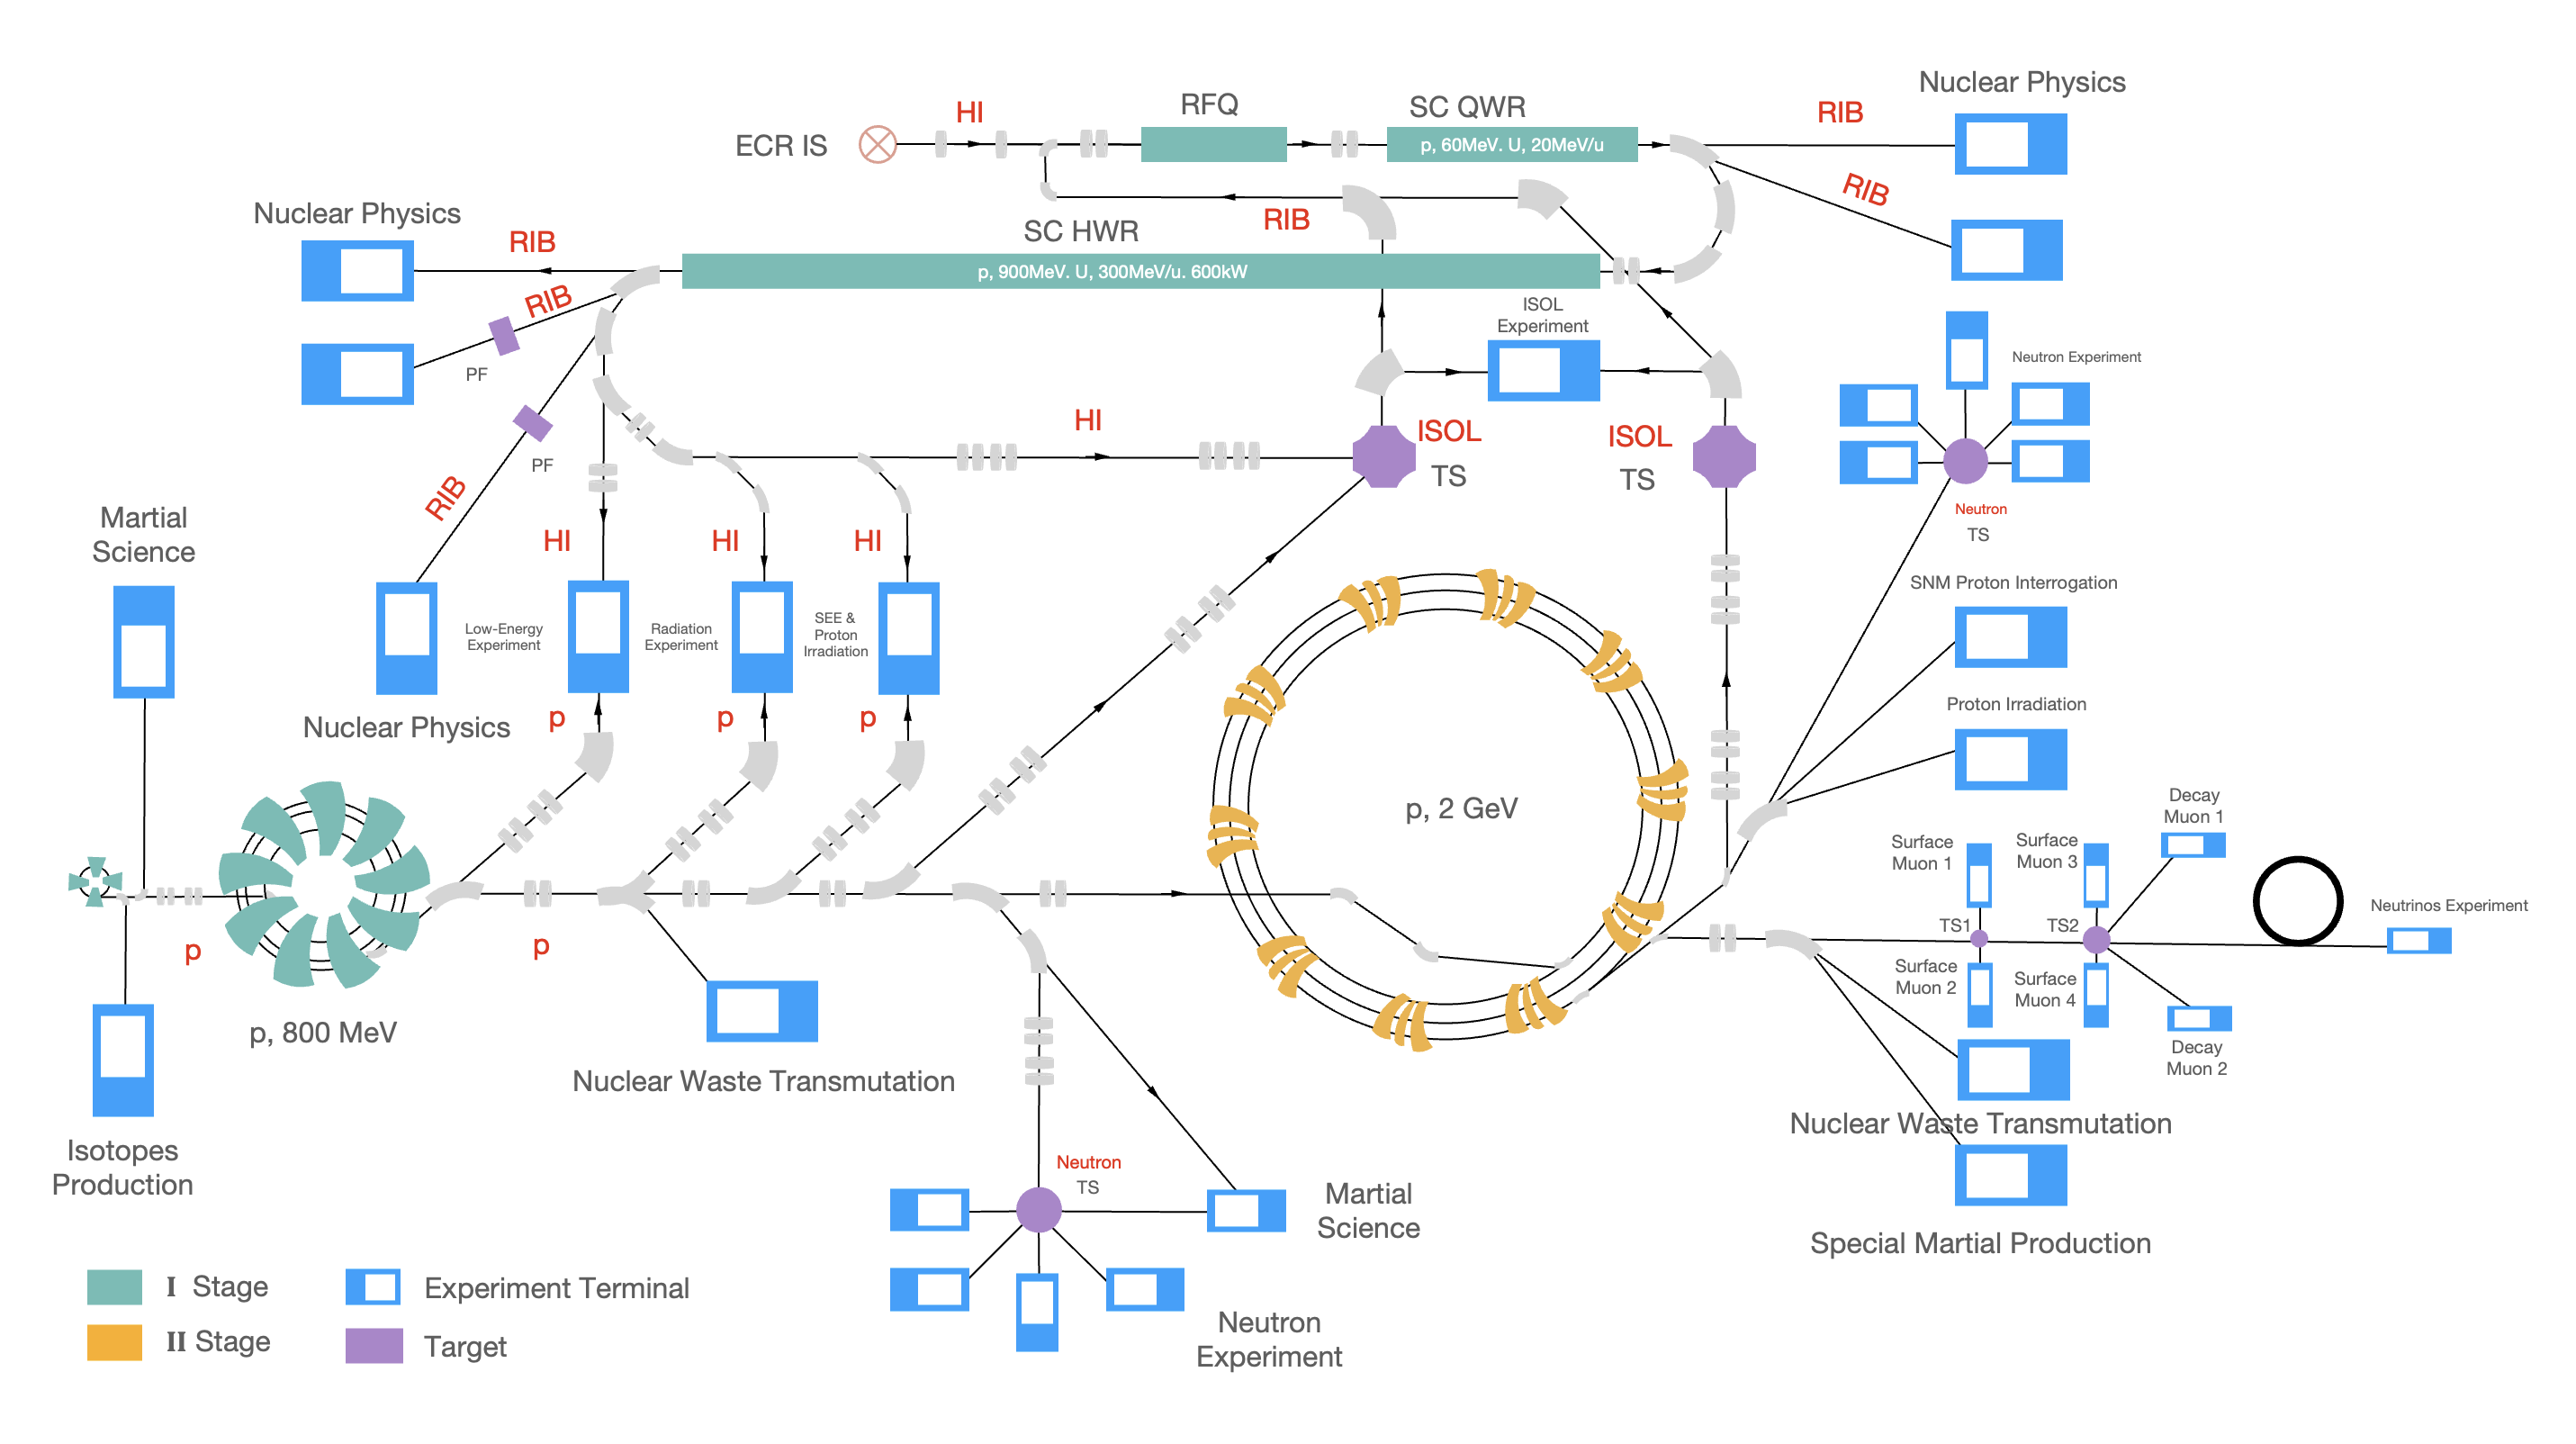 Nuclear Physics
RFQ
SC QWR
HI
RIB
ECR IS
p, 60MeV. U, 20MeV/u
RIB
Nuclear Physics
RIB
SC HWR
RIB
p, 900MeV. U, 300MeV/u. 600kW
RIB
ISOL
Experiment
PF
Neutron Experiment
HI
ISOL
ISOL
PF
TS
TS
RIB
Neutron
TS
Martial
Science
HI
HI
HI
SNM Proton Interrogation
Low-Energy
Experiment
Radiation
Experiment
SEE &
Proton
Irradiation
Nuclear Physics
p
p
p
Proton Irradiation
p, 2 GeV
Decay
Muon 1
Surface
Muon 1
Surface
Muon 3
TS1
TS2
Neutrinos Experiment
p
p
Surface
Muon 2
Surface
Muon 4
p, 800 MeV
Decay
Muon 2
Nuclear Waste Transmutation
Nuclear Waste Transmutation
Isotopes
Production
Neutron
TS
Martial
Science
Special Martial Production
I Stage
Experiment Terminal
II Stage
Target
Neutron
Experiment